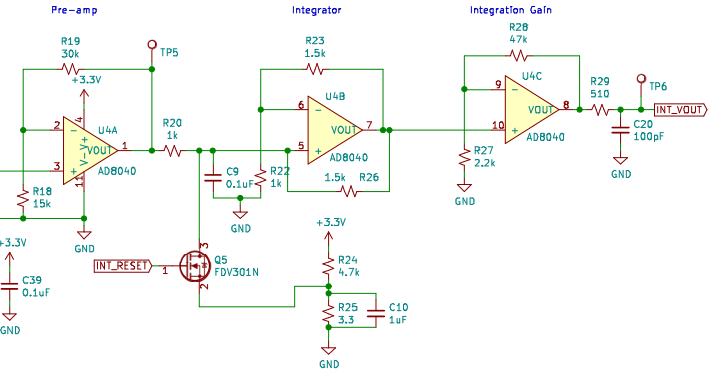 Pre-amp
Integrator
Integration Gain
R19
30k
TP5
+3.3V
4
2
−
U4A
V+
V-
VOUT
1
3
+
AD8040
11
R18
15k
GND
R20
1k
R23
1.5k
6
−
U4B
VOUT
7
5
+
AD8040
C9
0.1uF
R22
1k
1.5k
R26
GND
R28
47k
9
−
U4C
VOUT
8
10
+
AD8040
R27
2.2k
GND
R29
510
TP6
INT_VOUT
C20
100pF
GND
+3.3V
C39
0.1uF
GND
INT_RESET
1
3
Q5
FDV301N
2
+3.3V
R24
4.7k
R25
3.3
C10
1uF
GND